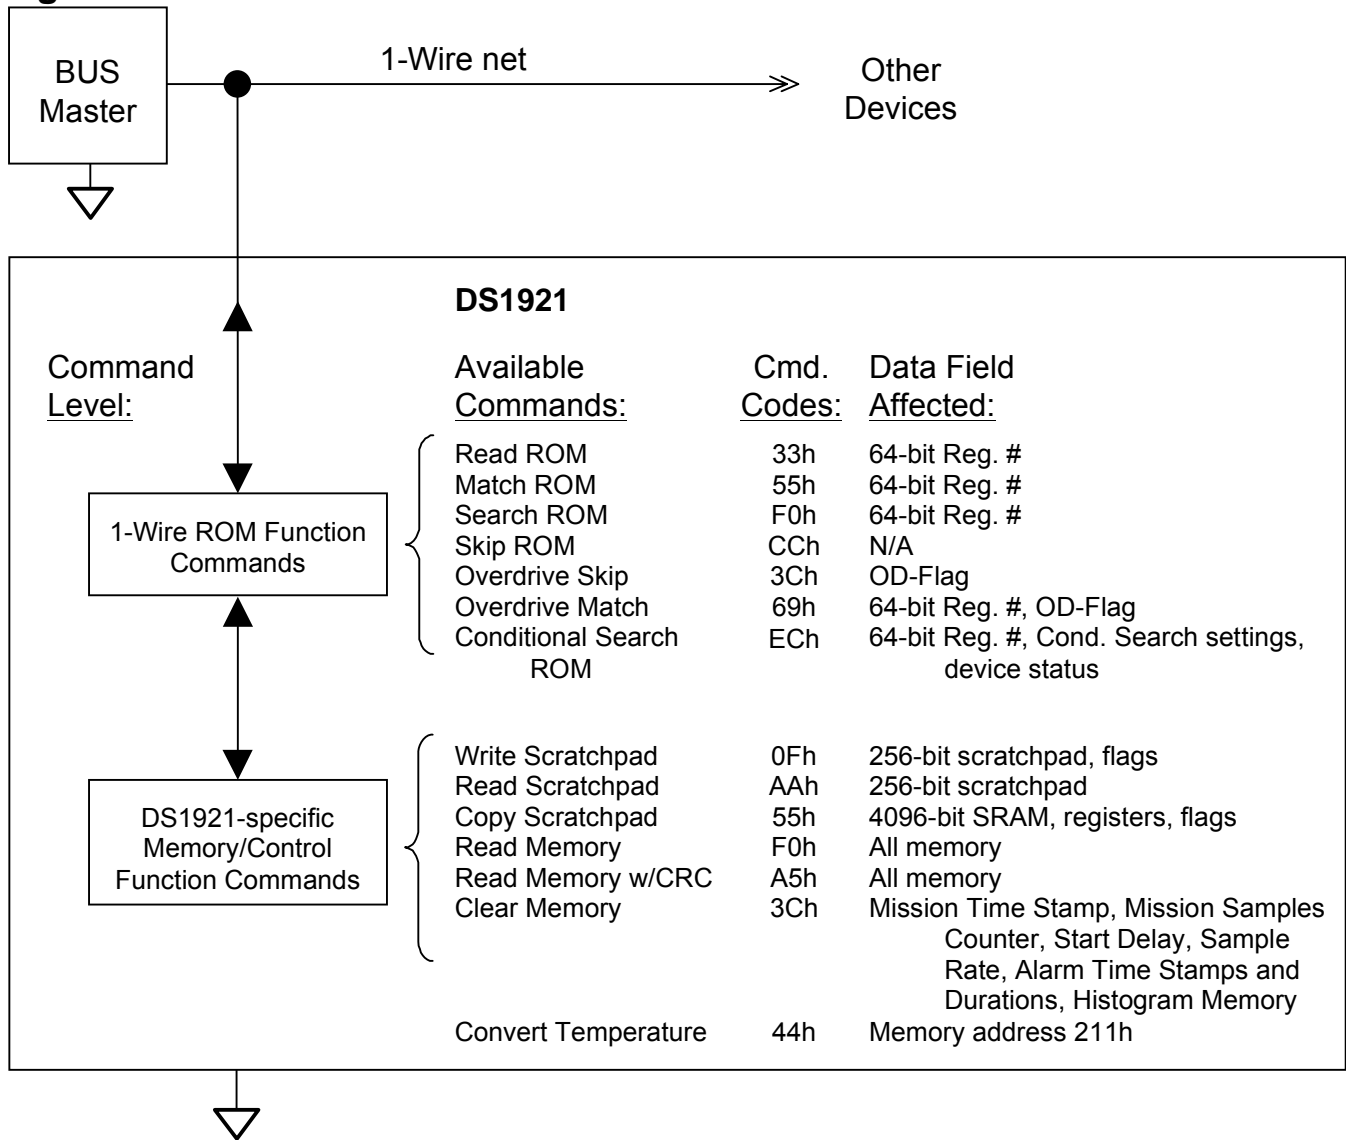 1-Wire net
BUS
Master
Other
Devices
DS1921
Command
Level:
Available
Commands:
Cmd.
Codes:
Data Field
Affected:
1-Wire ROM Function
Commands
Read ROM 33h 64-bit Reg. #
Match ROM 55h 64-bit Reg. #
Search ROM F0h 64-bit Reg. #
Skip ROM CCh N/A
Overdrive Skip 3Ch OD-Flag
Overdrive Match 69h 64-bit Reg. #, OD-Flag
Conditional Search ECh 64-bit Reg. #, Cond. Search settings,
ROM device status
DS1921-specific
Memory/Control
Function Commands
Write Scratchpad 0Fh 256-bit scratchpad, flags
Read Scratchpad AAh 256-bit scratchpad
Copy Scratchpad 55h 4096-bit SRAM, registers, flags
Read Memory F0h All memory
Read Memory w/CRC A5h All memory
Clear Memory 3Ch Mission Time Stamp, Mission Samples
Counter, Start Delay, Sample
Rate, Alarm Time Stamps and
Durations, Histogram Memory
Convert Temperature 44h Memory address 211h